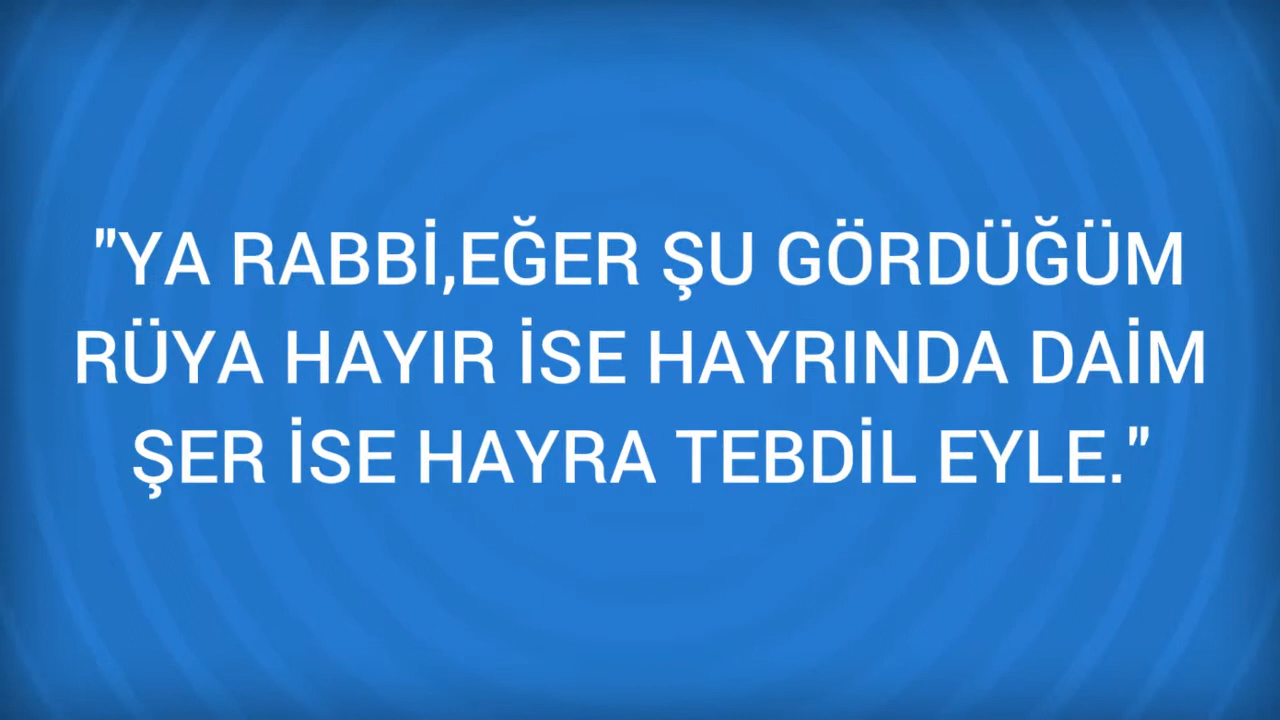 "YA RABBİ,EĞER ŞU GÖRDÜĞÜM
RÜYA HAYIR İSE HAYRINDA DAİM
ŞER İSE HAYRA TEBDİL EYLE."